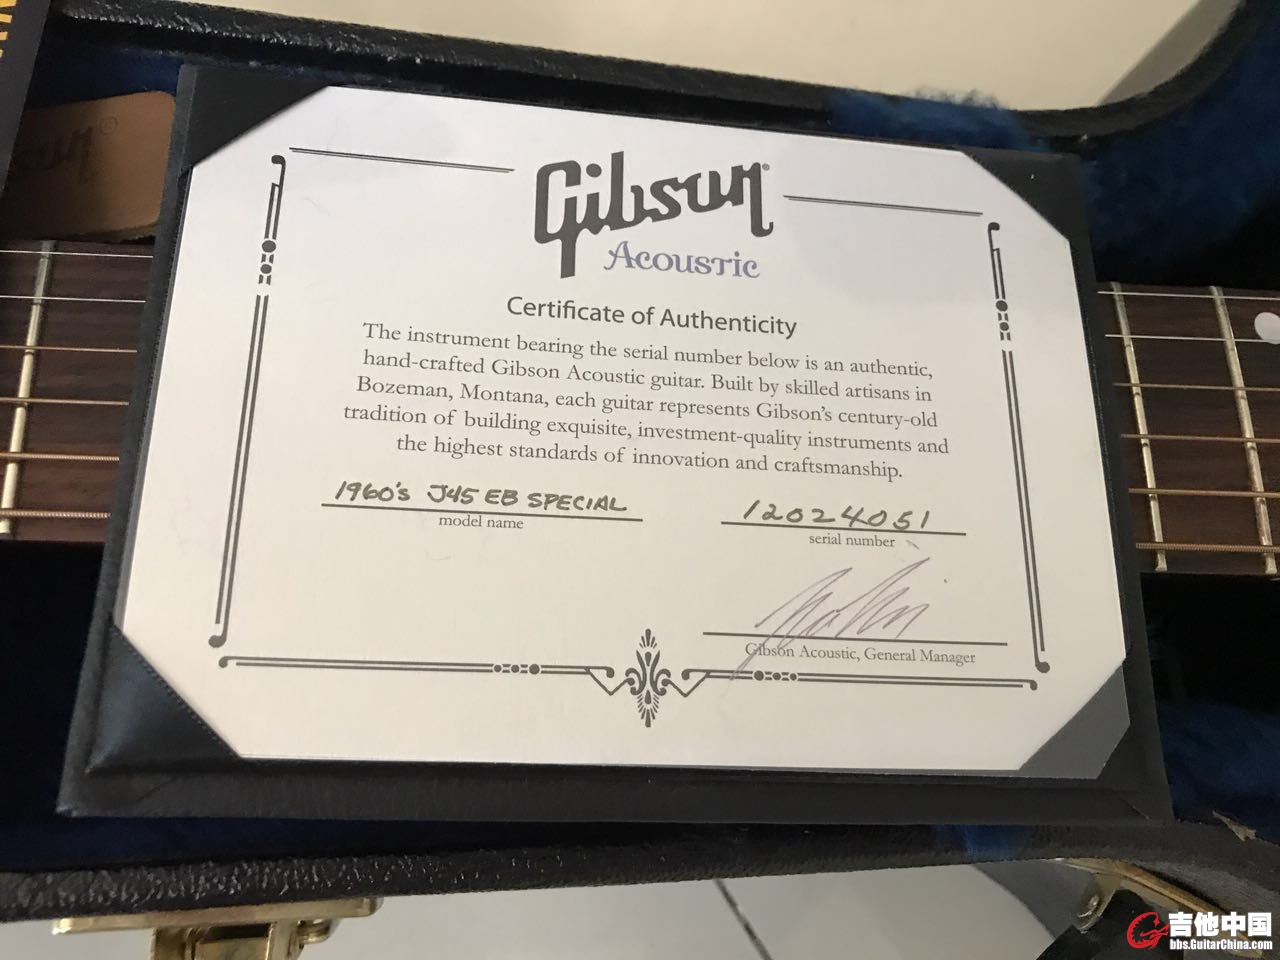 Gibson
Acoustic
Certificate of Authenticity
The instrument bearing the serial number below is an authentic,
hand-crafted Gibson Acoustic guitar. Built by skilled artisans in
Bozeman, Montana, each guitar represents Gibson's century-old
tradition of building exquisite, investment-quality instruments and
the highest standards of innovation and craftsmanship.
1960's J45 EB SPECIAL
model name
12024051
serial number
Gibson Acoustic, General Manager
吉他中国
bbs.GuitarChina.com